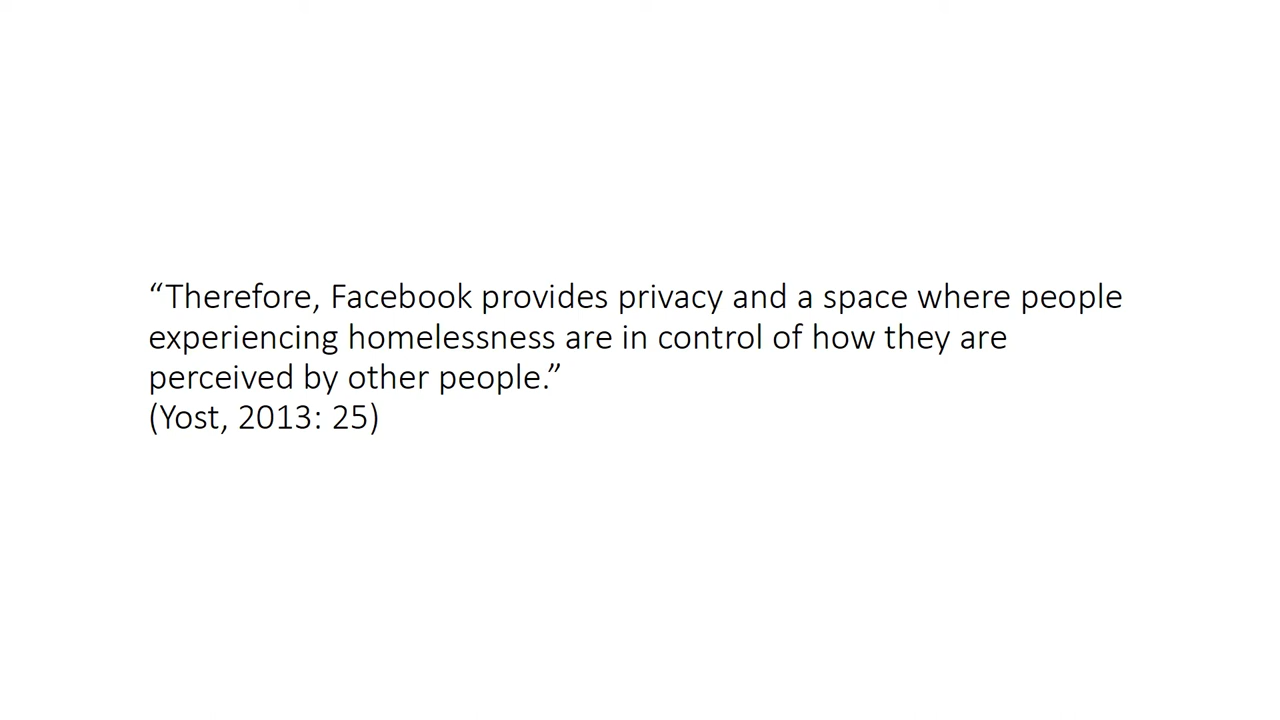 “Therefore, Facebook provides privacy and a space where people
experiencing homelessness are in control of how they are
perceived by other people.”
(Yost, 2013: 25)